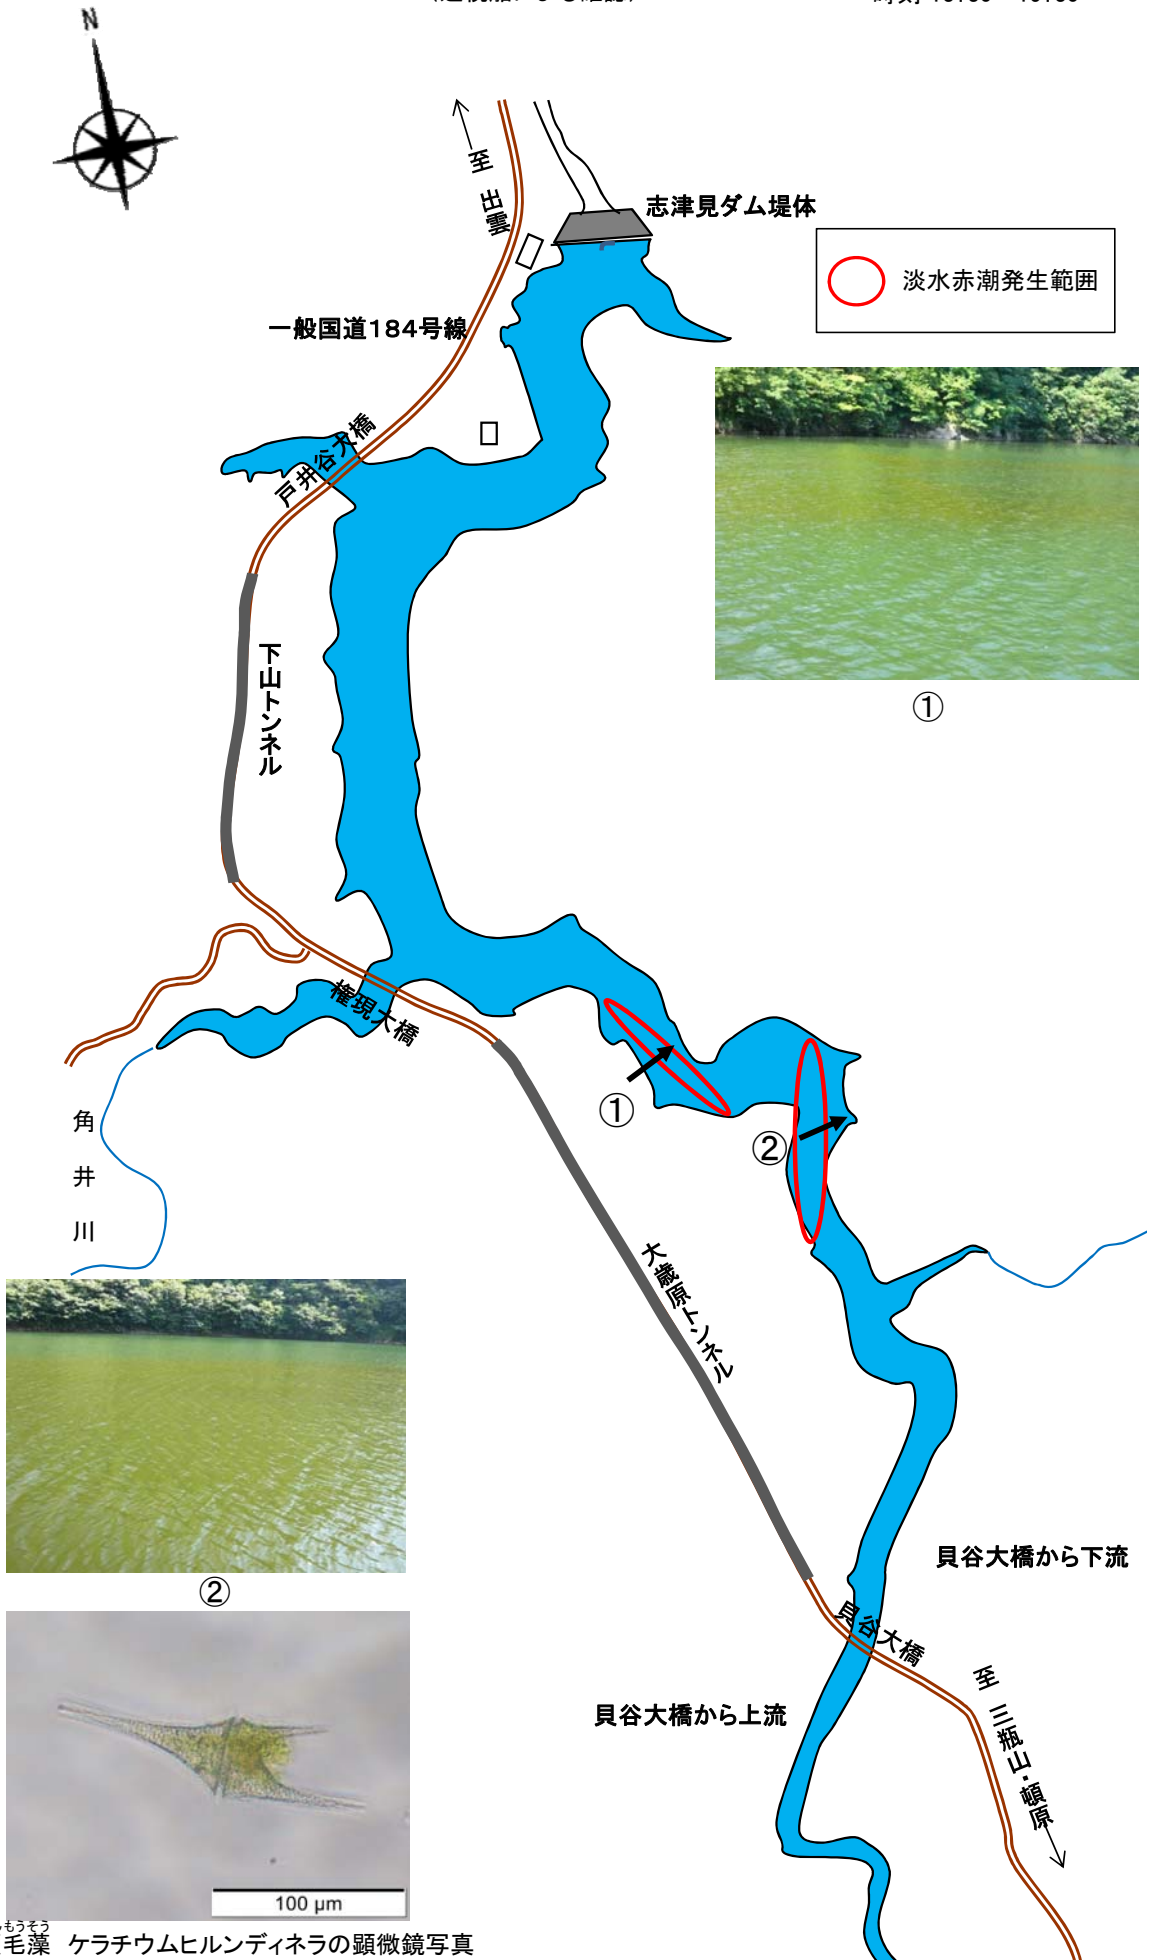 N
至 出雲
志津見ダム堤体
淡水赤潮発生範囲
一般国道184号線
戸井谷大橋
①
下山トンネル
権現大橋
①
②
角井川
大歳原トンネル
②
貝谷大橋から下流
貝谷大橋
貝谷大橋から上流
至 三瓶山・頓原
100 μm
もうそう
毛藻 ケラチウムヒルンディネラの顕微鏡写真